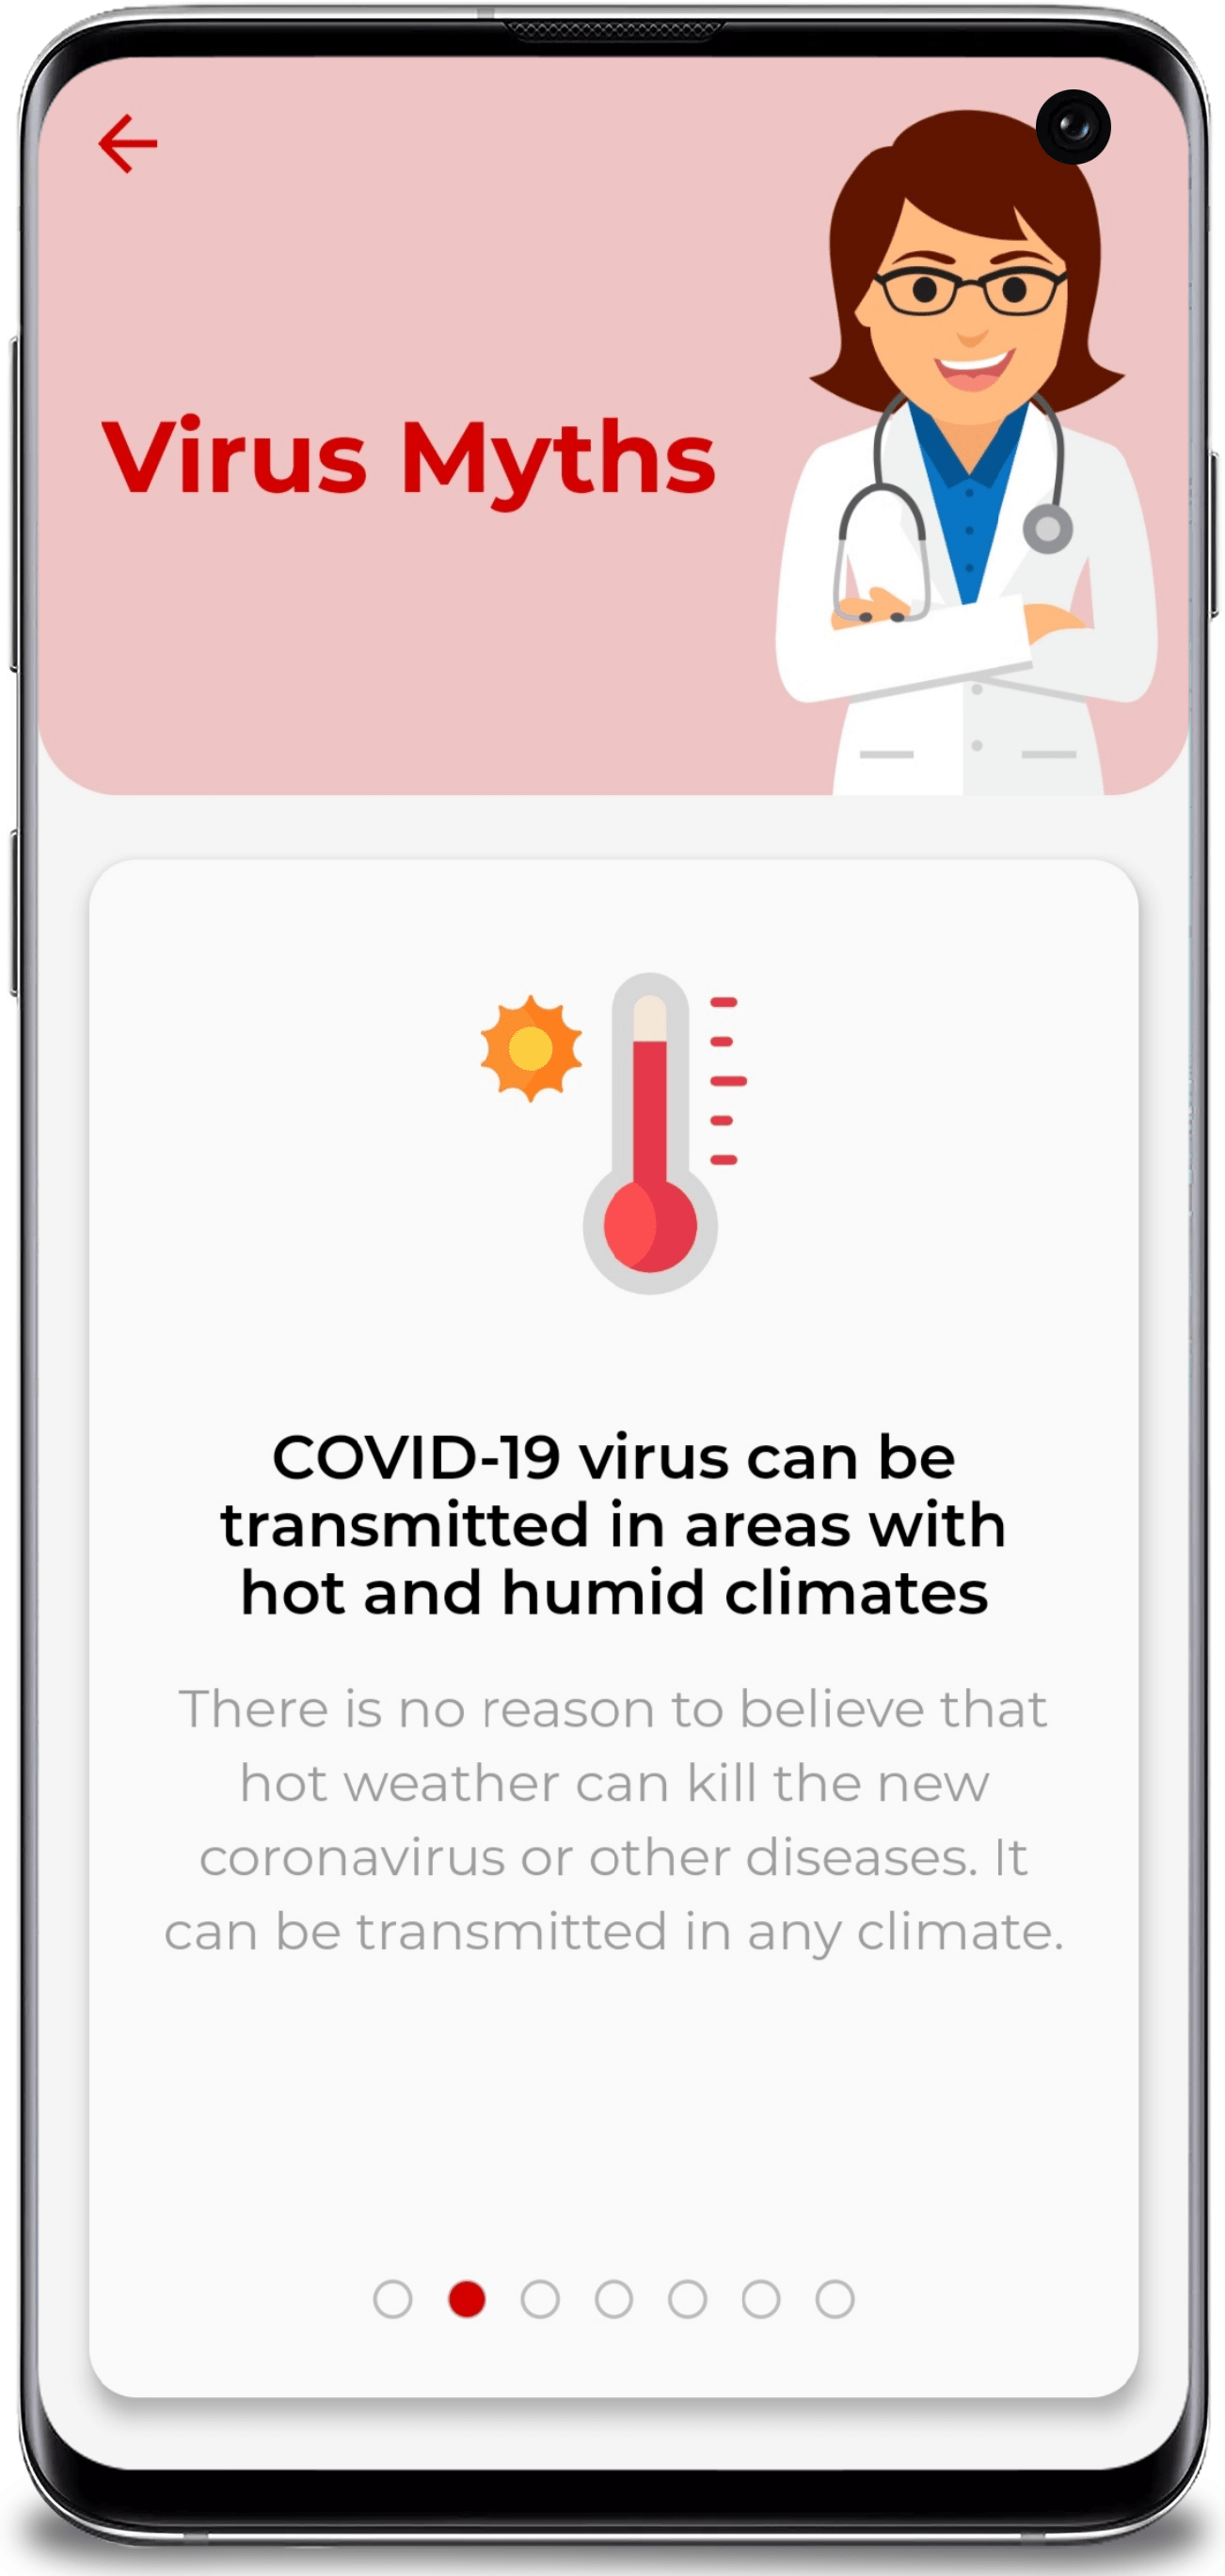 Virus Myths
COVID-19 virus can be
transmitted in areas with
hot and humid climates
There is no reason to believe that
hot weather can kill the new
coronavirus or other diseases. It
can be transmitted in any climate.